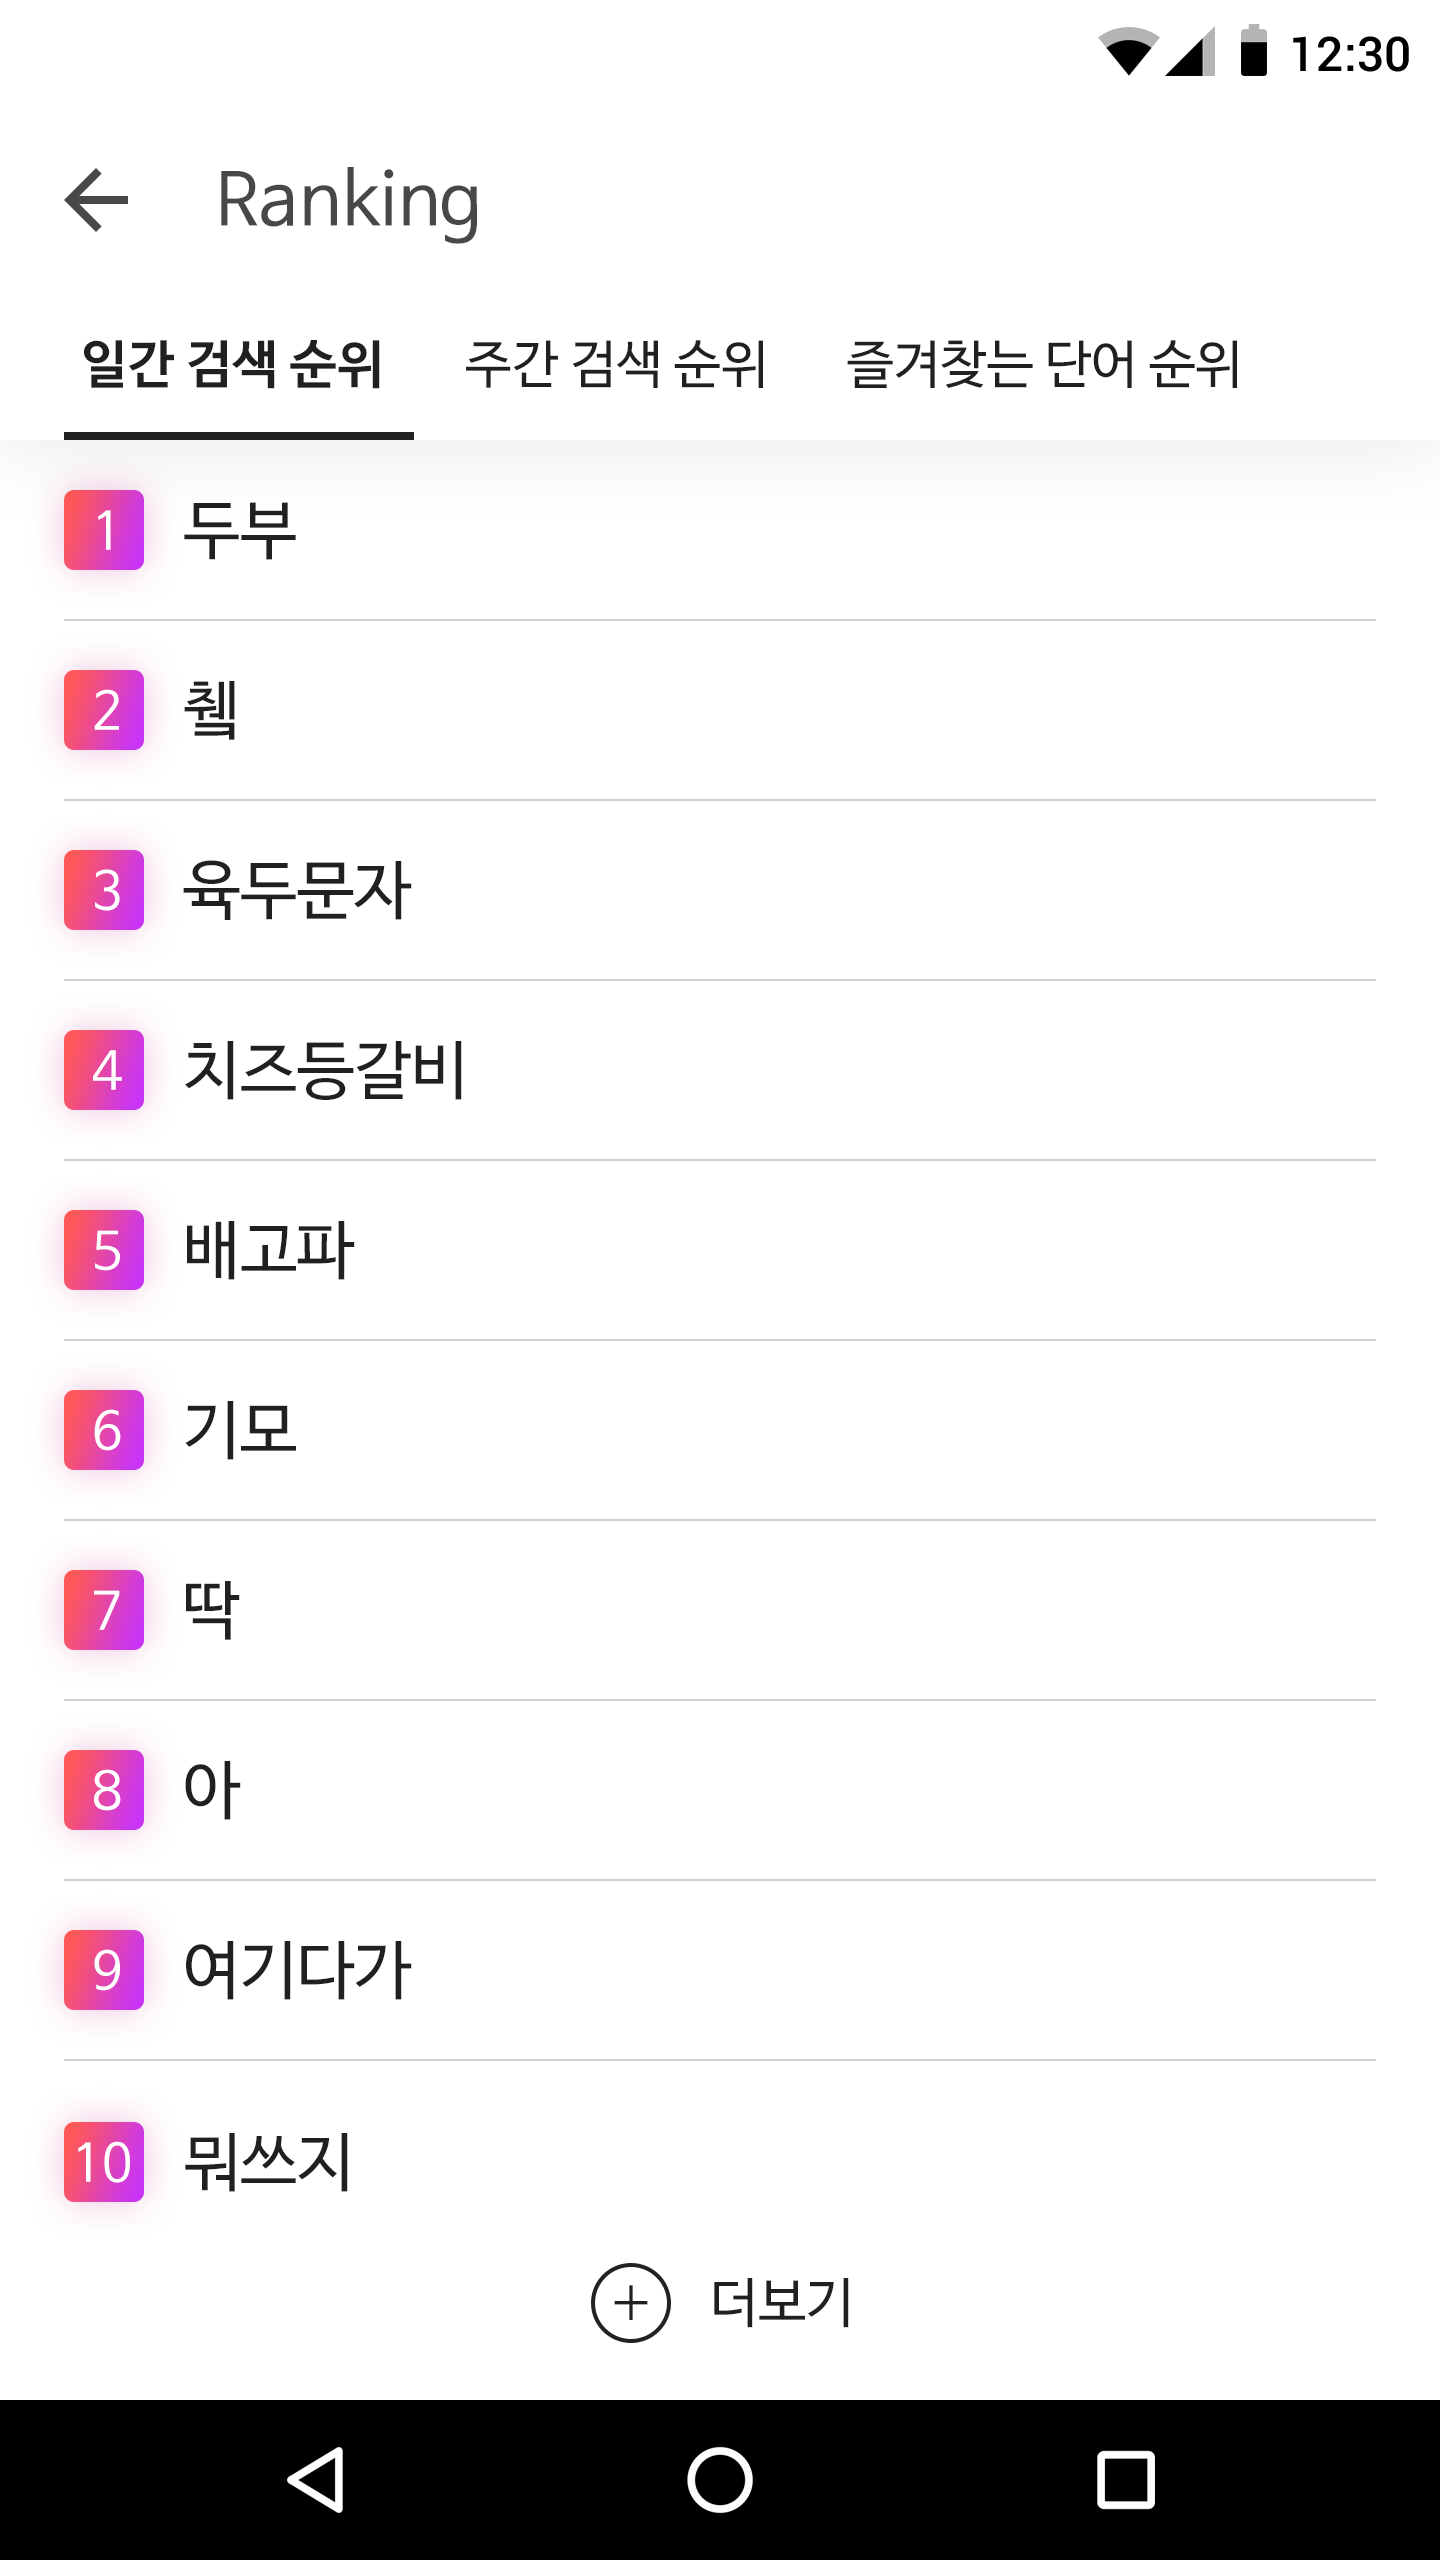 12:30
Ranking
일간 검색 순위 주간 검색 순위 즐겨찾는 단어 순위
1 두부
2
3 육두문자
4 치즈등갈비
5 배고파
6 기모
7 딱
8 아
9 여기다가
10 뭐쓰지
더보기